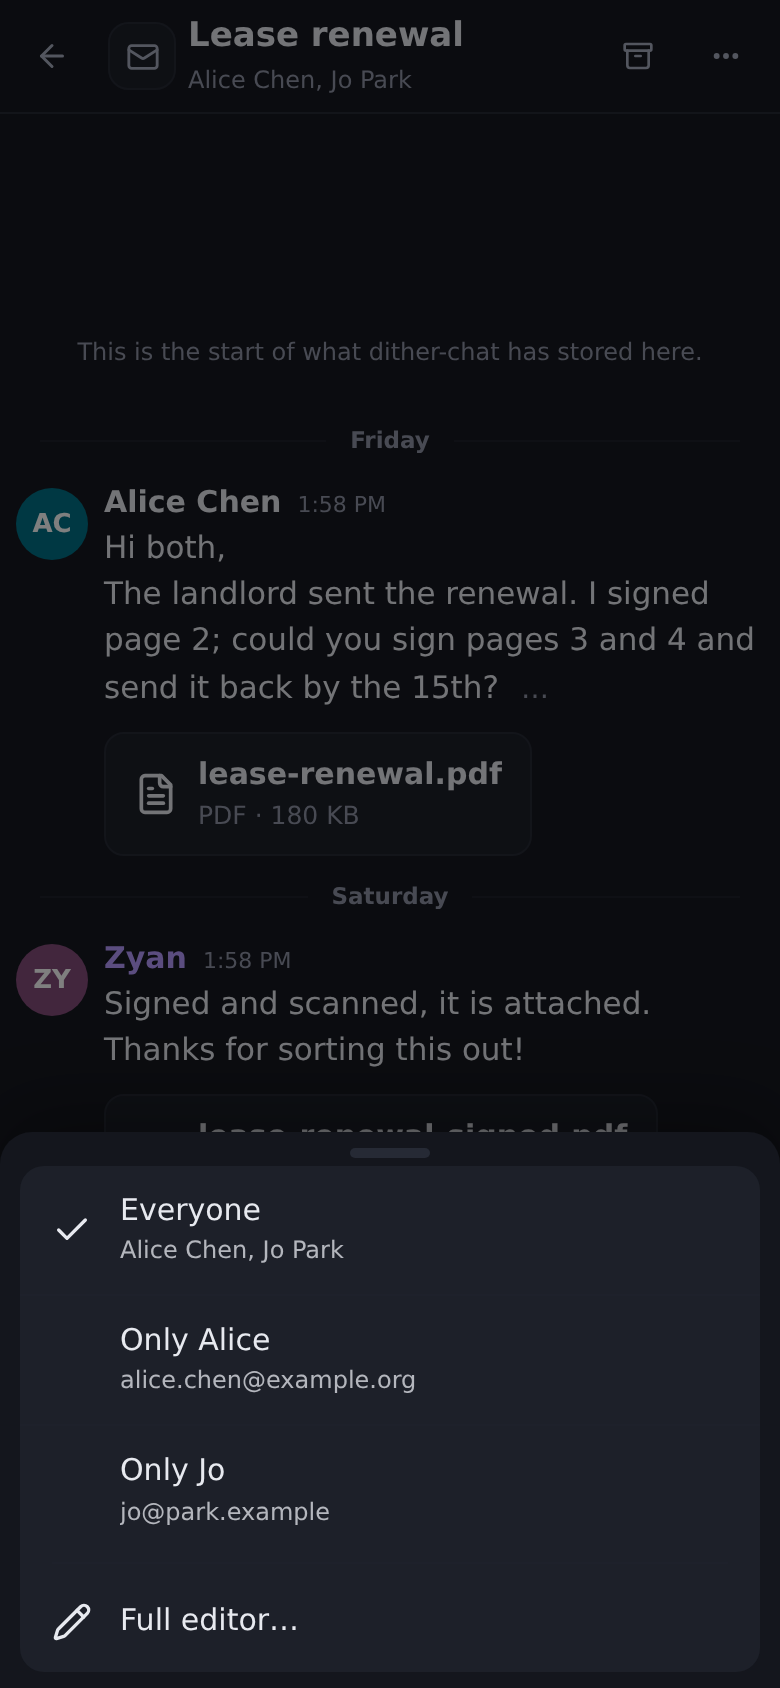 Lease renewal
Alice Chen, Jo Park
This is the start of what dither-chat has stored here.
Friday
AC
Alice Chen 1:58 PM
Hi both,
The landlord sent the renewal. I signed
page 2; could you sign pages 3 and 4 and
send it back by the 15th? ...
lease-renewal.pdf
PDF · 180 KB
Saturday
ZY
Zyan 1:58 PM
Signed and scanned, it is attached.
Thanks for sorting this out!
lease-renewal-signed.pdf
Everyone
Alice Chen, Jo Park
Only Alice
alice.chen@example.org
Only Jo
jo@park.example
Full editor...